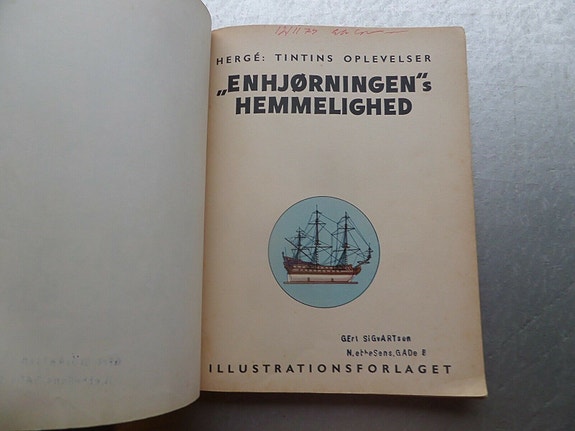 HERGÉ: TINTINS OPLEVELSER
„ENHJØRNINGEN“s
HEMMELIGHED
GErt SiGvARTsen
ILLUSTRATIONSFORLAGET